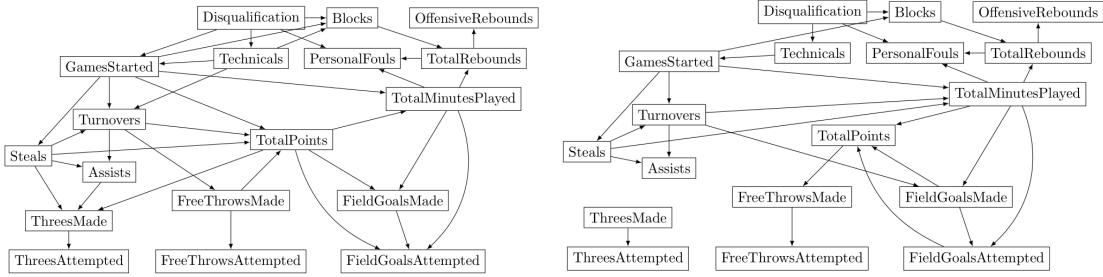 Disqualification
Blocks
OffensiveRebounds
GamesStarted
Technicals
PersonalFouls
TotalRebounds
TotalMinutesPlayed
Turnovers
TotalPoints
Steals
Assists
FreeThrowsMade
FieldGoalsMade
ThreesMade
ThreesAttempted
FreeThrowsAttempted
FieldGoalsAttempted
Disqualification
Blocks
OffensiveRebounds
GamesStarted
Technicals
PersonalFouls
TotalRebounds
TotalMinutesPlayed
Turnovers
TotalPoints
Steals
Assists
FreeThrowsMade
FieldGoalsMade
ThreesMade
ThreesAttempted
FreeThrowsAttempted
FieldGoalsAttempted